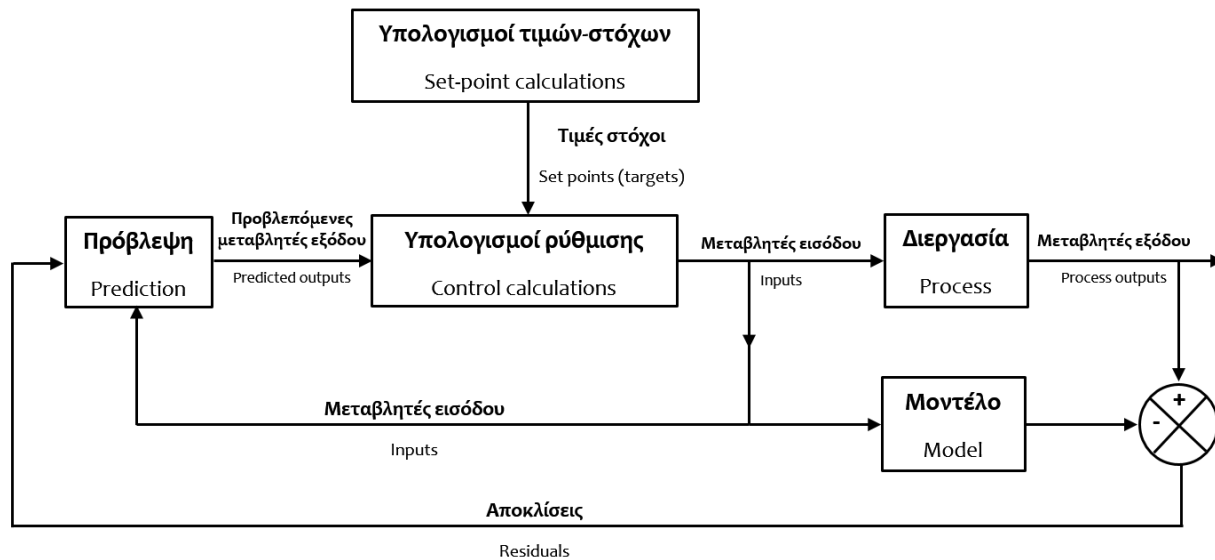 Υπολογισμοί τιμών-στόχων
Set-point calculations
Τιμές στόχοι
Set points (targets)
Πρόβλεψη
Prediction
Προβλεπόμενες
μεταβλητές εξόδου
Predicted outputs
Υπολογισμοί ρύθμισης
Control calculations
Μεταβλητές εισόδου
Inputs
Διεργασία
Process
Μεταβλητές εξόδου
Process outputs
Μεταβλητές εισόδου
Inputs
Μοντέλο
Model
+
-
Αποκλίσεις
Residuals